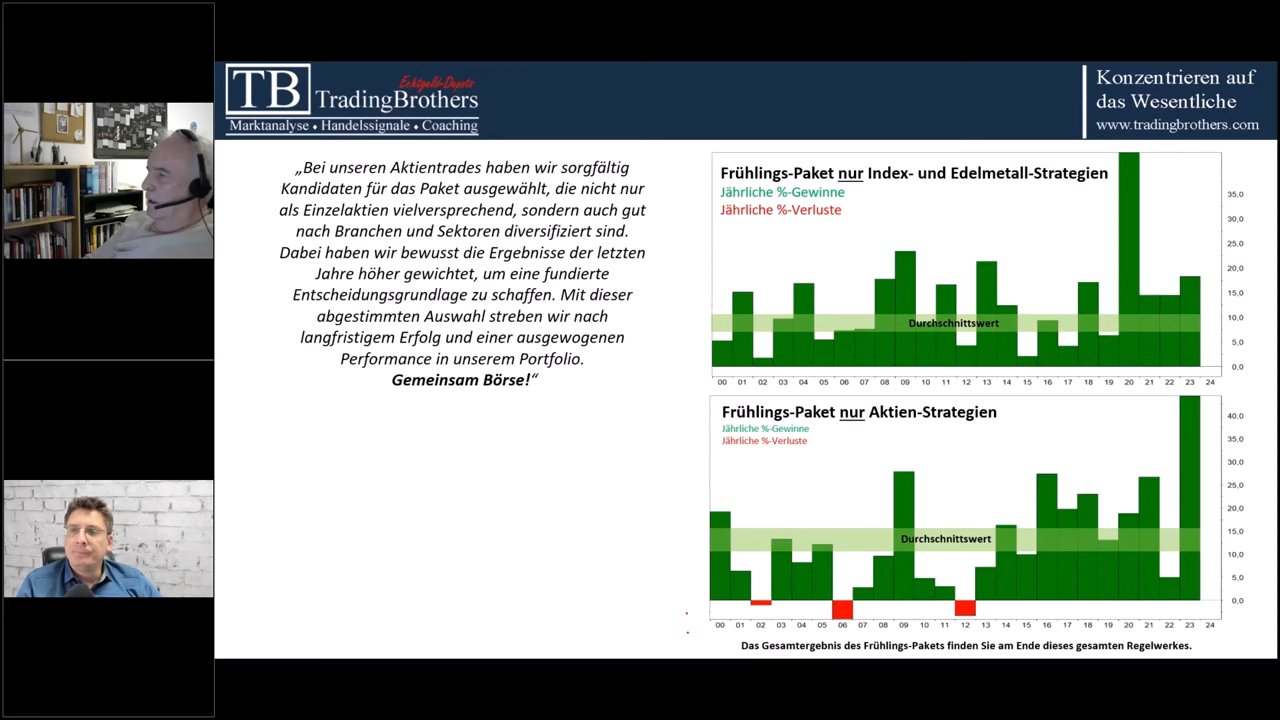 TB
Echtgeld-Depots
TradingBrothers
Marktanalyse ♦ Handelssignale ♦ Coaching
Konzentrieren auf
das Wesentliche
www.tradingbrothers.com
„Bei unseren Aktientrades haben wir sorgfältig
Kandidaten für das Paket ausgewählt, die nicht nur
als Einzelaktien vielversprechend, sondern auch gut
nach Branchen und Sektoren diversifiziert sind.
Dabei haben wir bewusst die Ergebnisse der letzten
Jahre höher gewichtet, um eine fundierte
Entscheidungsgrundlage zu schaffen. Mit dieser
abgestimmten Auswahl streben wir nach
langfristigem Erfolg und einer ausgewogenen
Performance in unserem Portfolio.
Gemeinsam Börse!“
Frühlings-Paket nur Index- und Edelmetall-Strategien
Jährliche %-Gewinne
Jährliche %-Verluste
35,0
30,0
25,0
20,0
15,0
10,0
5,0
0,0
Durchschnittswert
00 01 02 03 04 05 06 07 08 09 10 11 12 13 14 15 16 17 18 19 20 21 22 23 24
Frühlings-Paket nur Aktien-Strategien
Jährliche %-Gewinne
Jährliche %-Verluste
40,0
35,0
30,0
25,0
20,0
15,0
10,0
5,0
0,0
Durchschnittswert
00 01 02 03 04 05 06 07 08 09 10 11 12 13 14 15 16 17 18 19 20 21 22 23 24
Das Gesamtergebnis des Frühlings-Pakets finden Sie am Ende dieses gesamten Regelwerkes.